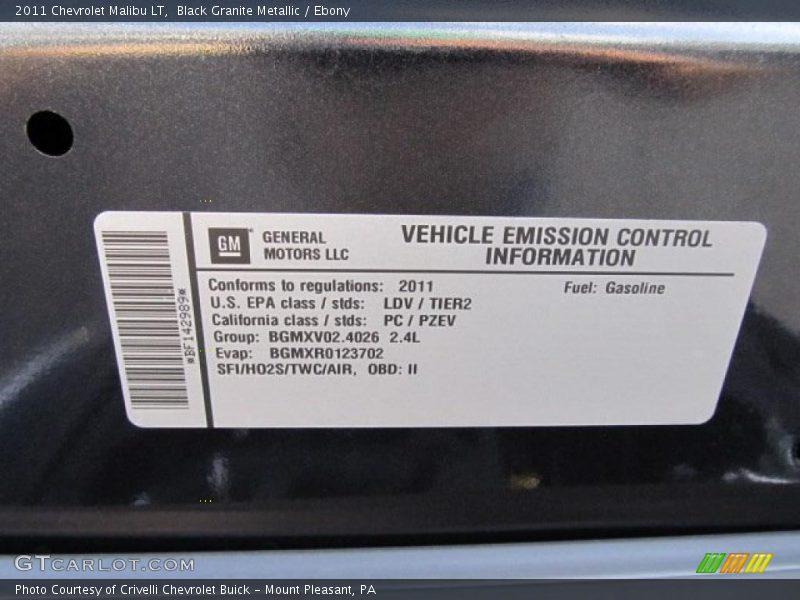 2011 Chevrolet Malibu LT, Black Granite Metallic / Ebony
GM GENERAL
MOTORS LLC
VEHICLE EMISSION CONTROL
INFORMATION
Conforms to regulations: 2011 Fuel: Gasoline
U.S. EPA class / stds: LDV / TIER2
California class / stds: PC / PZEV
Group: BGMXV02.4026 2.4L
Evap: BGMXR0123702
SFI/HO2S/TWC/AIR, OBD: II
*BF142989*
GTCARLOT.COM
Photo Courtesy of Crivelli Chevrolet Buick – Mount Pleasant, PA